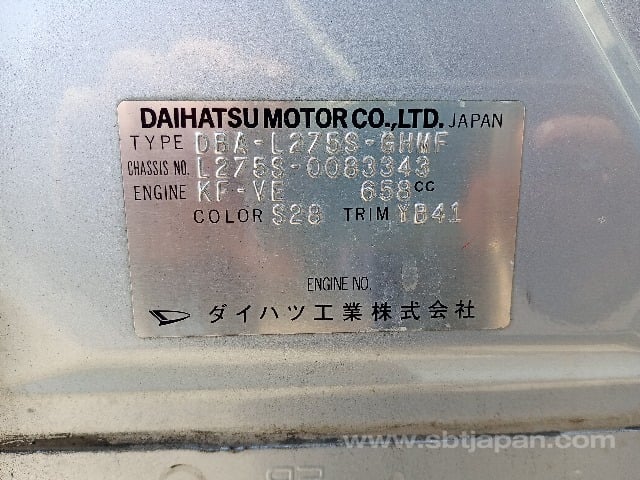 DAIHATSU MOTOR CO.,LTD. JAPAN
TYPE DBA-L275S-GHWF
CHASSIS NO. L275S-0083343
ENGINE KF-VE 658CC
COLOR S28 TRIM YB41
ENGINE NO.
ダイハツ工業株式会社
www.sbtjapan.com